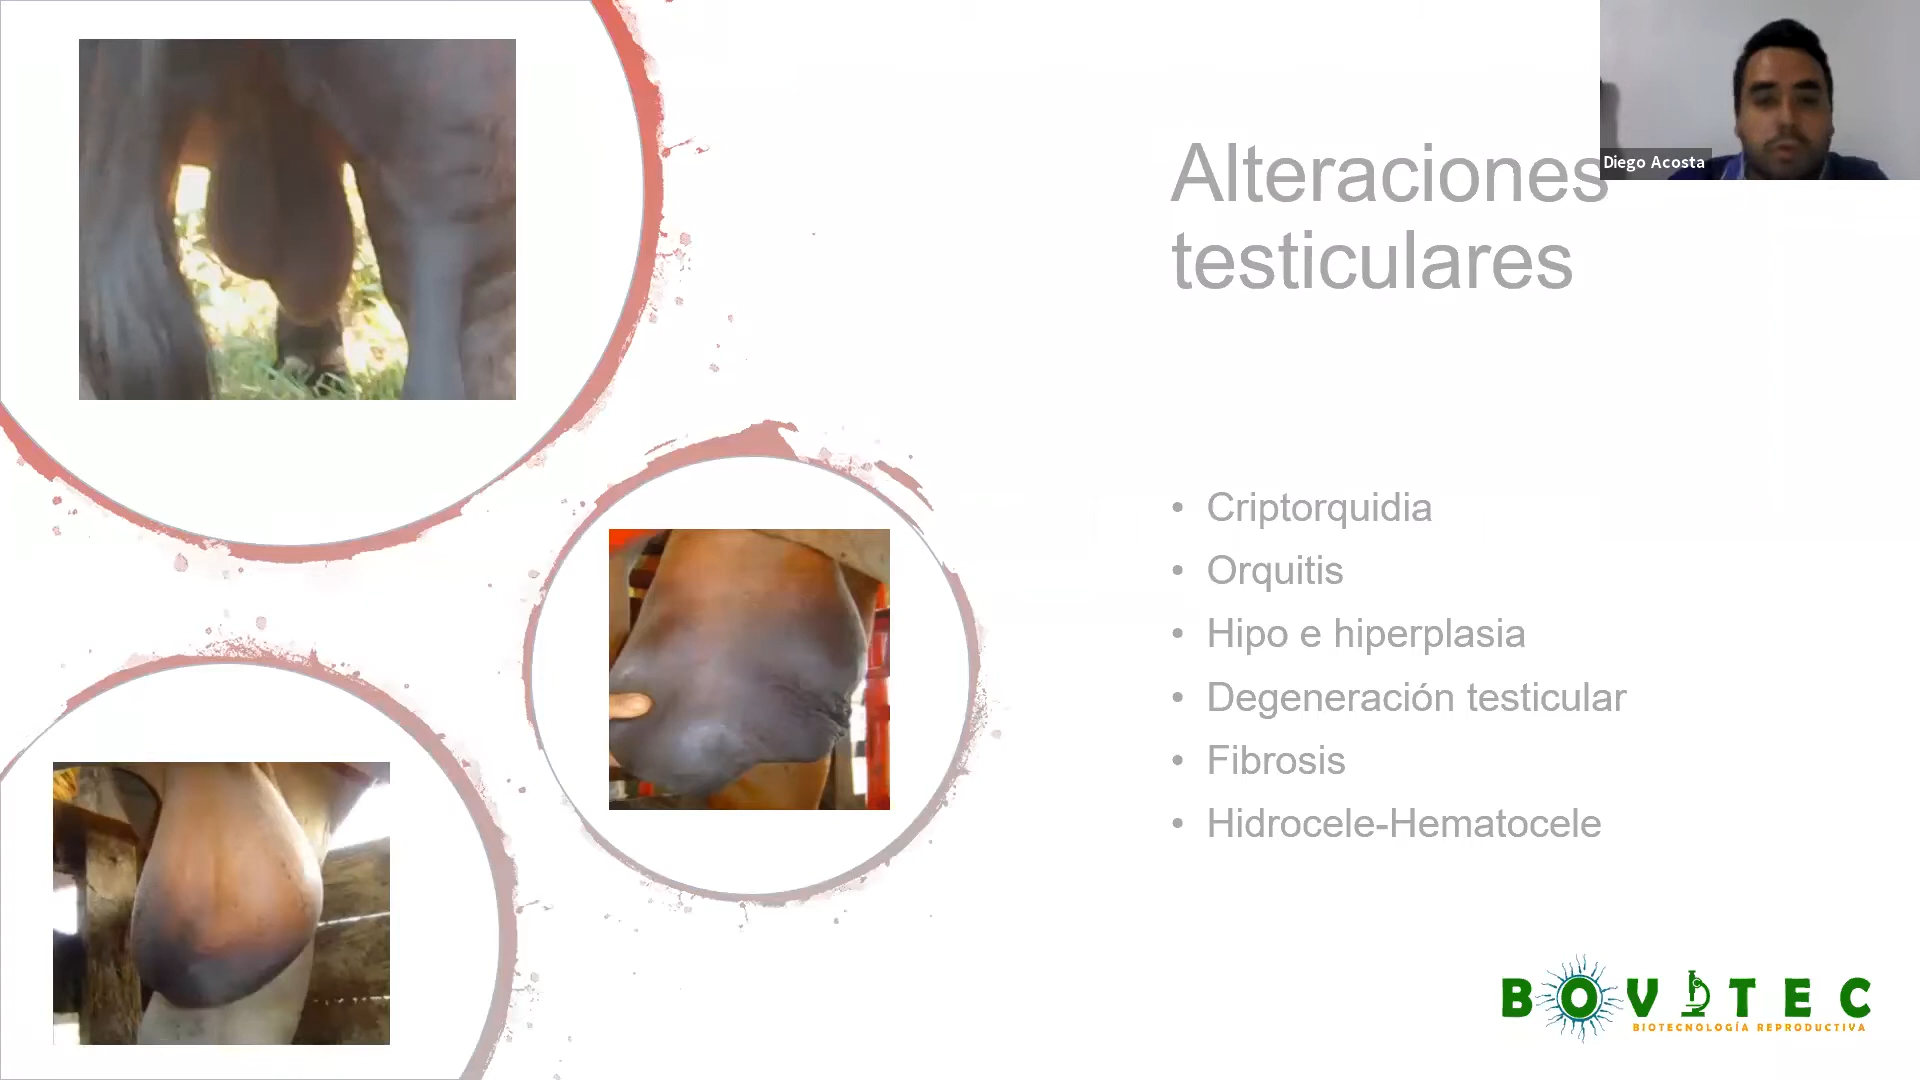 Alteraciones
testiculares
Diego Acosta
• Criptorquidia
• Orquitis
• Hipo e hiperplasia
• Degeneración testicular
• Fibrosis
• Hidrocele-Hematocele
BOVITEC
BIOTECNOLOGÍA REPRODUCTIVA